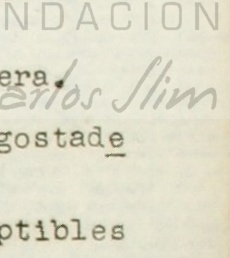 NDACION
era.
arlos Slim
gostade
ptibles